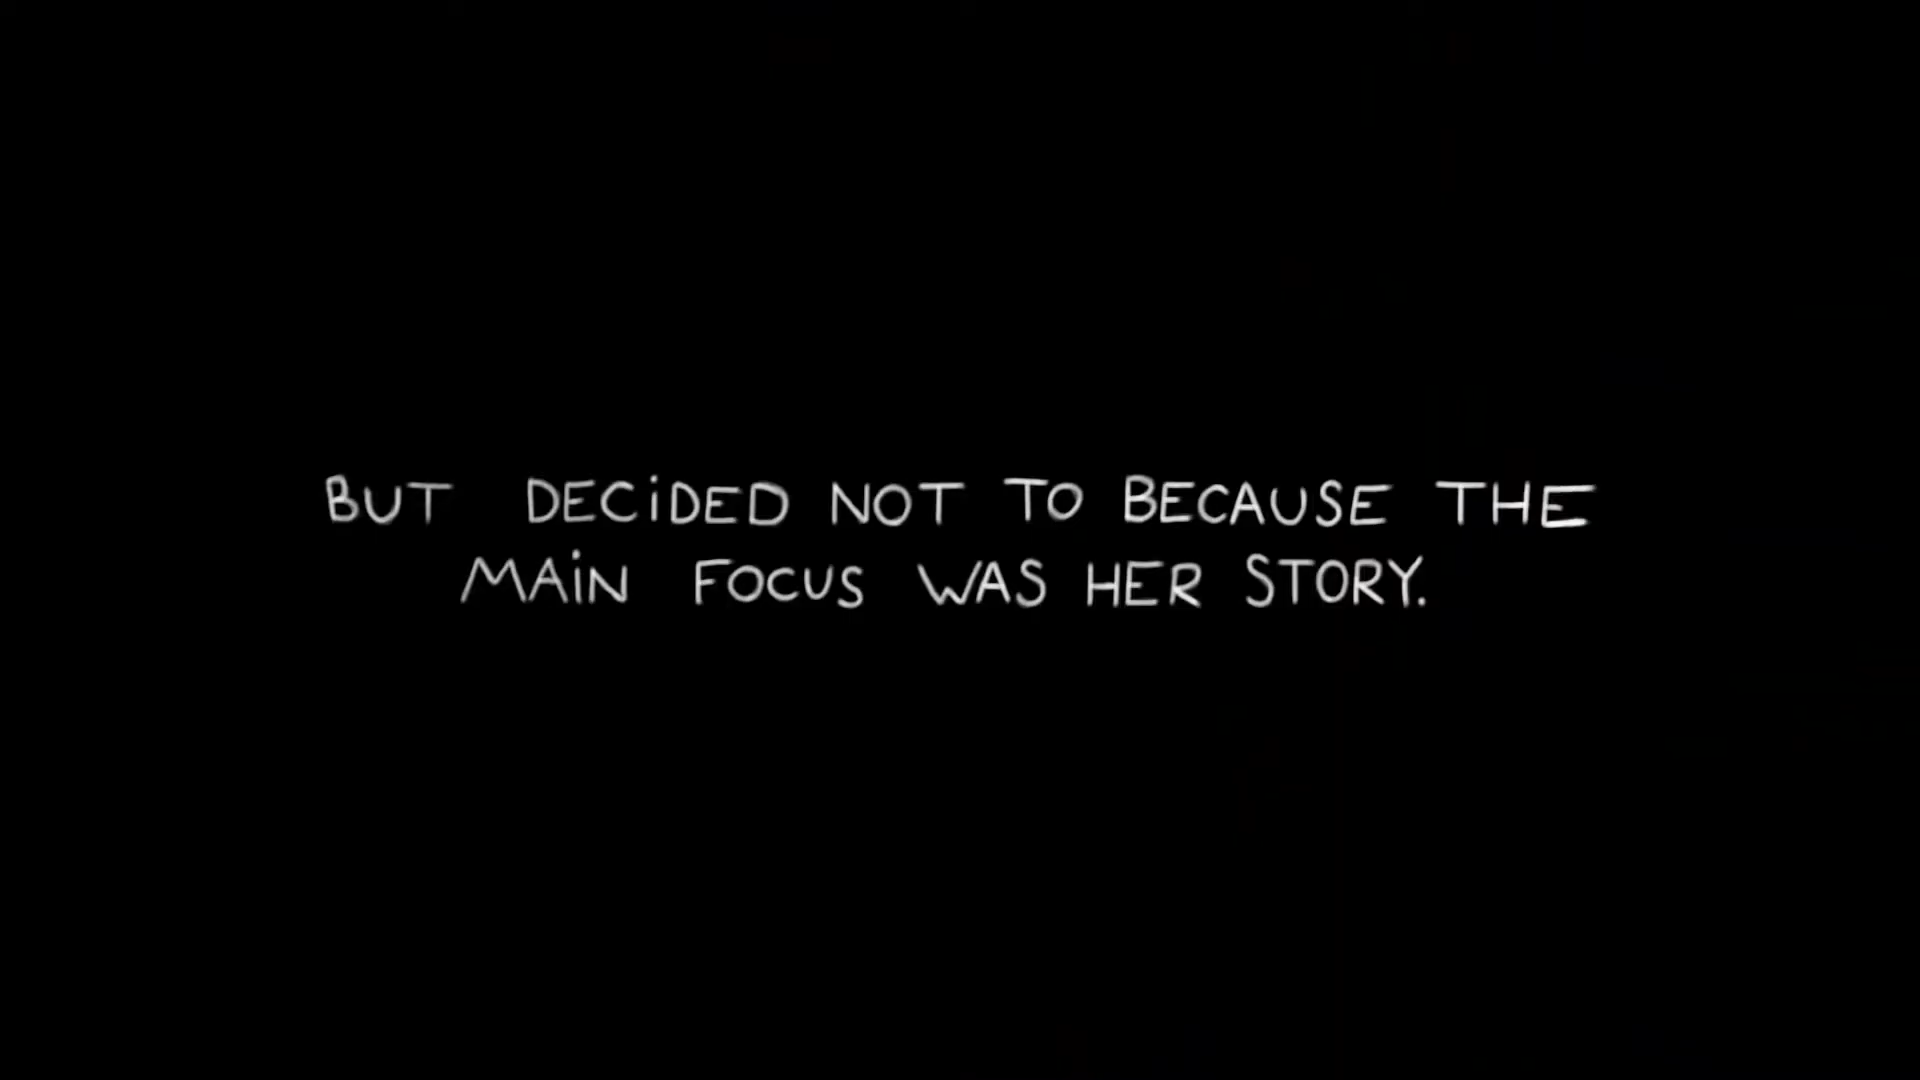 BUT DECiDED NOT TO BECAUSE THE
MAiN FOCUS WAS HER STORY.